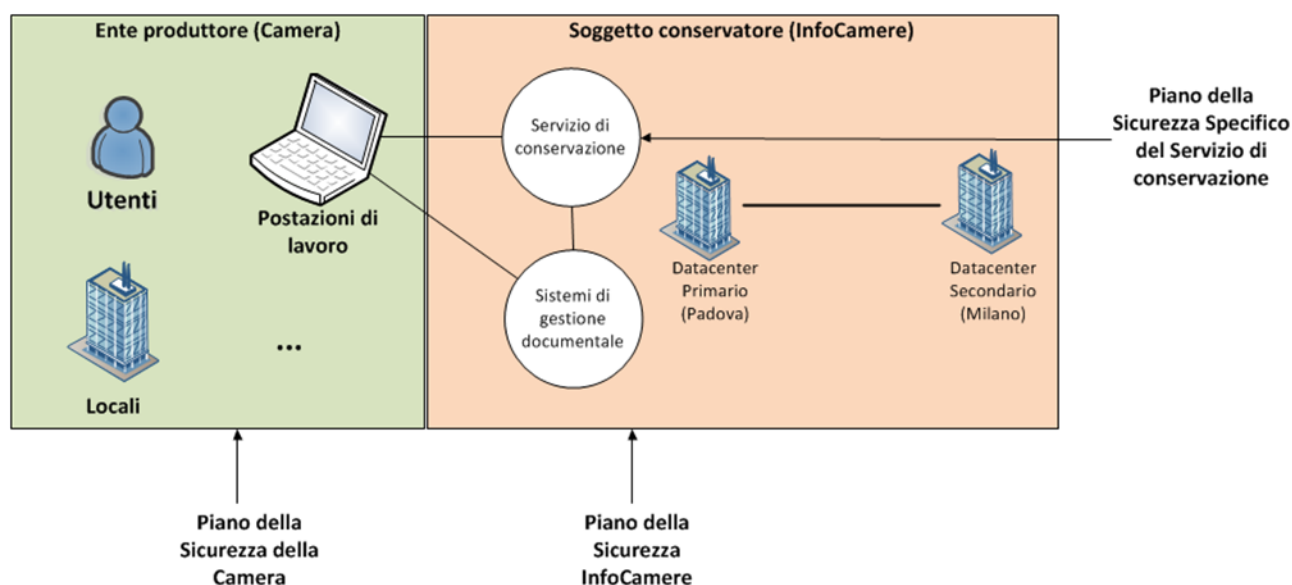 Ente produttore (Camera)
Soggetto conservatore (InfoCamere)
Utenti
Postazioni di
lavoro
Locali
...
Servizio di
conservazione
Sistemi di
gestione
documentale
Datacenter
Primario
(Padova)
Datacenter
Secondario
(Milano)
Piano della
Sicurezza Specifico
del Servizio di
conservazione
Piano della
Sicurezza della
Camera
Piano della
Sicurezza
InfoCamere